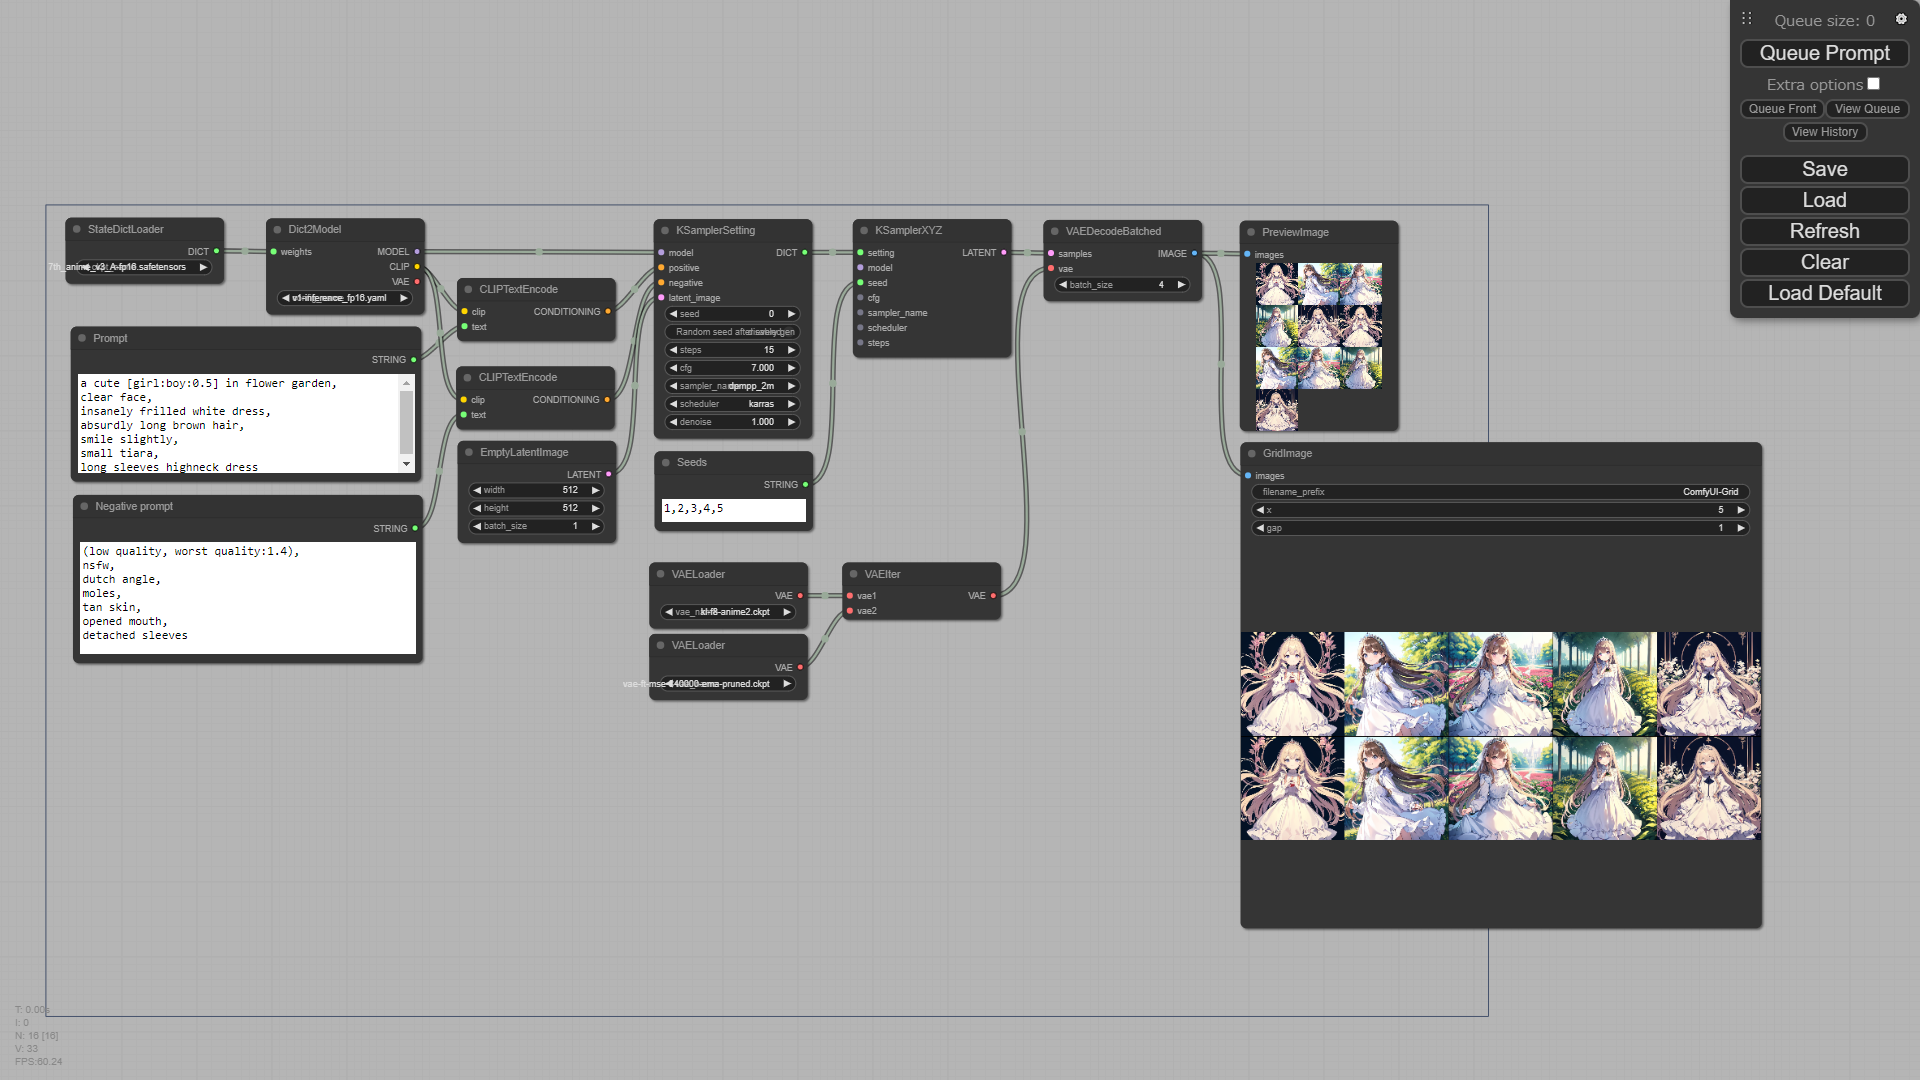 StateDictLoader
DICT
7th_anime_v3_A-fp16.safetensors
Dict2Model
weights
MODEL
CLIP
VAE
v1-inference_fp16.yaml
Prompt
STRING
a cute [girl:boy:0.5] in flower garden,
clear face,
insanely frilled white dress,
absurdly long brown hair,
smile slightly,
small tiara,
long sleeves highneck dress
Negative prompt
STRING
(low quality, worst quality:1.4),
nsfw,
dutch angle,
moles,
tan skin,
opened mouth,
detached sleeves
CLIPTextEncode
clip CONDITIONING
text
CLIPTextEncode
clip CONDITIONING
text
EmptyLatentImage
LATENT
width 512
height 512
batch_size 1
KSamplerSetting
model DICT
positive
negative
latent_image
seed 0
Random seed after
steps 15
cfg 7.000
dpmpp_2m
scheduler karras
denoise 1.000
Seeds
STRING
1,2,3,4,5
VAELoader
VAE
kl-f8-anime2.ckpt
VAELoader
VAE
vae-ft-mse-840000-ema-pruned.ckpt
VAEIter
vae1 VAE
vae2
KSamplerXYZ
setting LATENT
model
seed
cfg
sampler_name
scheduler
steps
VAEDecodeBatched
samples IMAGE
vae
batch_size 4
PreviewImage
images
GridImage
images
filename_prefix ComfyUI-Grid
x 5
gap 1
Queue size: 0
Queue Prompt
Extra options
Queue Front View Queue
View History
Save
Load
Refresh
Clear
Load Default
T: 0.00s
I: 0
N: 16 [16]
V: 33
FPS:60.24